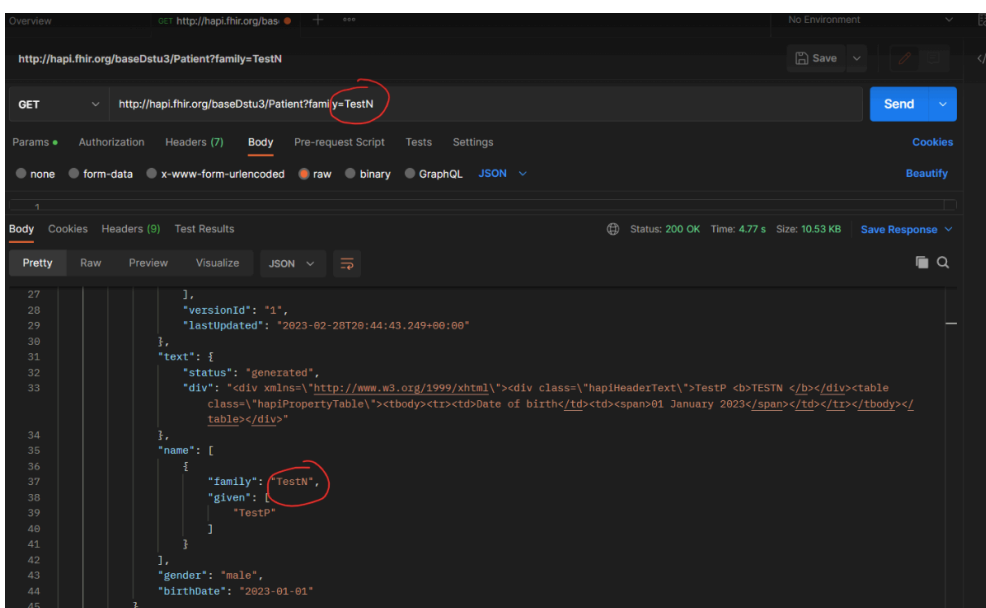 Overview GET http://hapi.fhir.org/bas No Environment
http://hapi.fhir.org/baseDstu3/Patient?family=TestN Save
GET http://hapi.fhir.org/baseDstu3/Patient?family=TestN Send
Params Authorization Headers (7) Body Pre-request Script Tests Settings Cookies
none form-data x-www-form-urlencoded raw binary GraphQL JSON Beautify
1
Body Cookies Headers (9) Test Results Status: 200 OK Time: 4.77 s Size: 10.53 KB Save Response
Pretty Raw Preview Visualize JSON
27 ],
28 "versionId": "1",
29 "lastUpdated": "2023-02-28T20:44:43.249+00:00"
30 },
31 "text": {
32 "status": "generated",
33 "div": "<div xmlns=\"http://www.w3.org/1999/xhtml\"><div class=\"hapiHeaderText\">TestP <b>TESTN </b></div><table
class=\"hapiPropertyTable\"><tbody><tr><td>Date of birth</td><td><span>01 January 2023</span></td></tr></tbody></
table></div>"
34 },
35 "name": [
36 {
37 "family": "TestN",
38 "given": [
39 "TestP"
40 ]
41 }
42 ],
43 "gender": "male",
44 "birthDate": "2023-01-01"
45 }